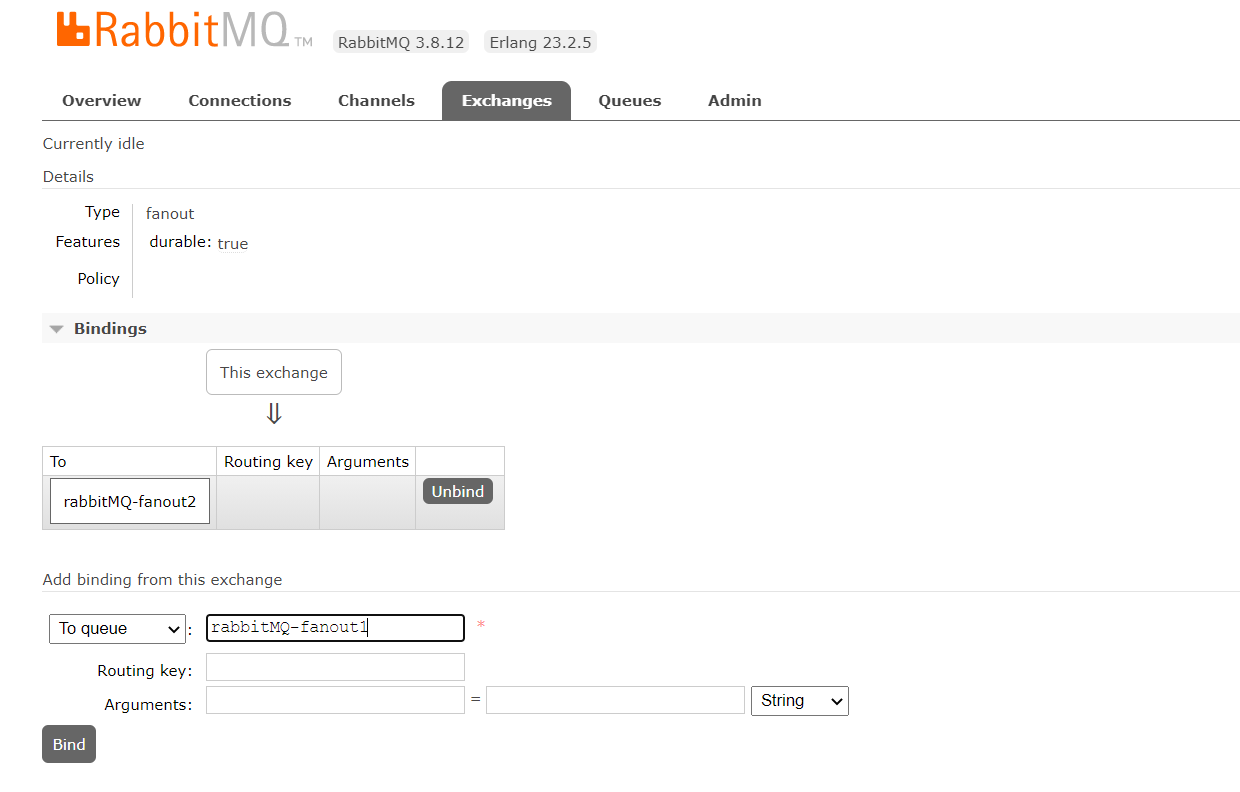 RabbitMQ TM RabbitMQ 3.8.12 Erlang 23.2.5
Overview Connections Channels Exchanges Queues Admin
Currently idle
Details
Type fanout
Features durable: true
Policy
Bindings
This exchange
⇓
To Routing key Arguments
rabbitMQ-fanout2 Unbind
Add binding from this exchange
To queue : rabbitMQ-fanout1 *
Routing key:
Arguments: = String
Bind